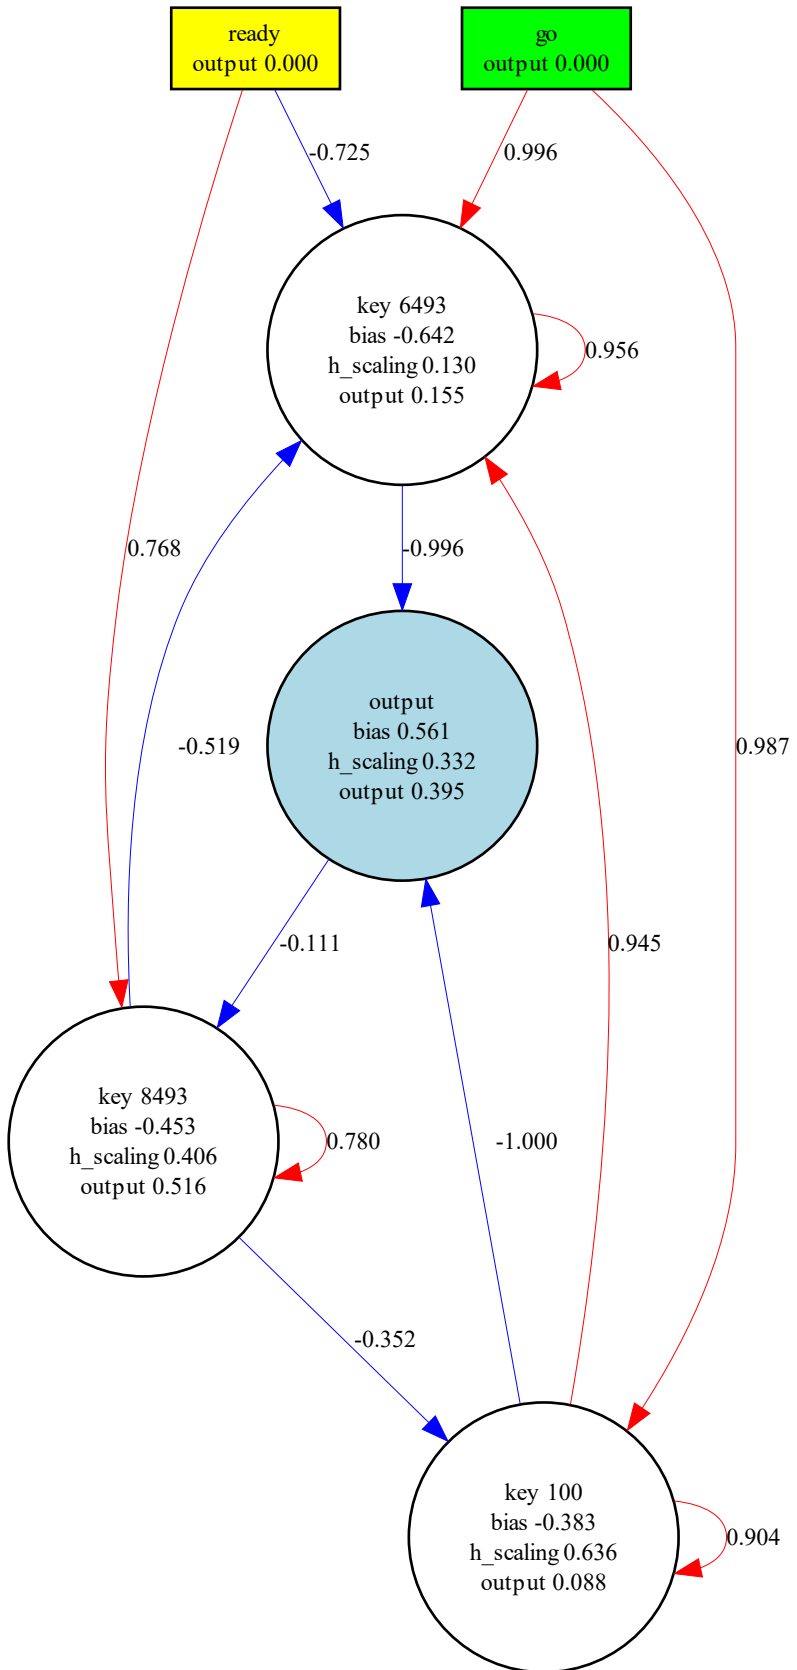 ready
output 0.000
go
output 0.000
-0.725
0.996
key 6493
bias -0.642
h_scaling 0.130
output 0.155
0.956
0.768
-0.996
output
bias 0.561
h_scaling 0.332
output 0.395
-0.519
0.987
-0.111
0.945
key 8493
bias -0.453
h_scaling 0.406
output 0.516
0.780
-1.000
-0.352
key 100
bias -0.383
h_scaling 0.636
output 0.088
0.904